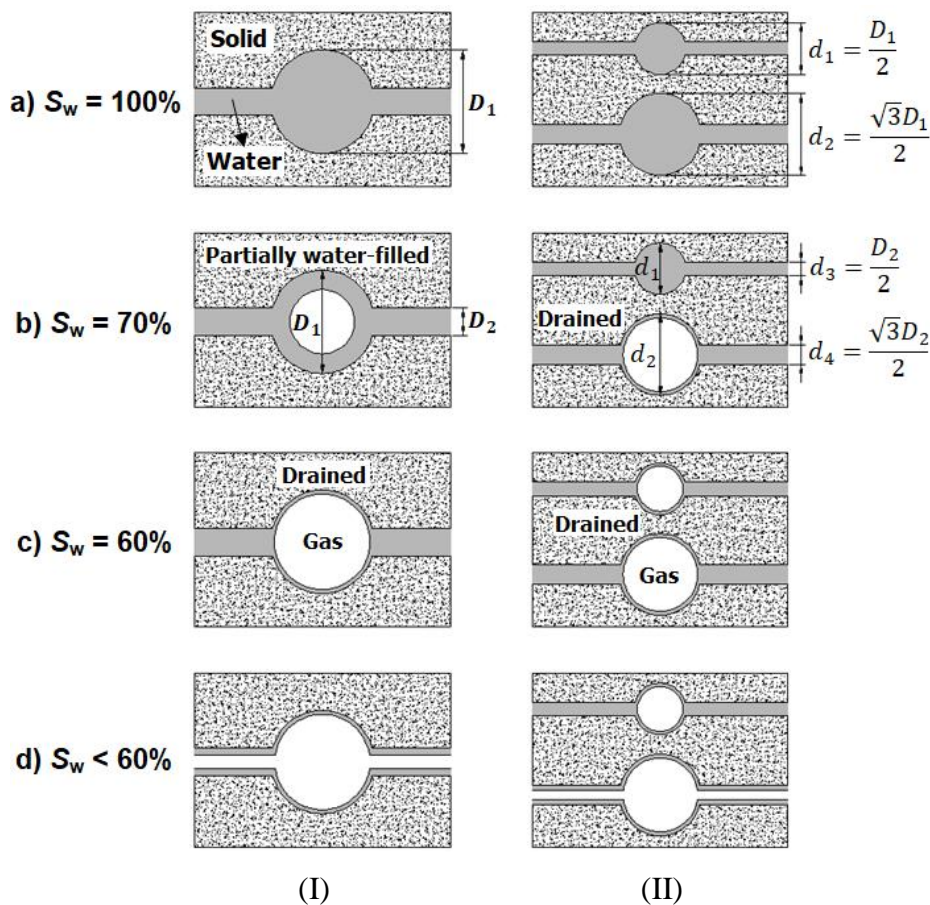 Solid
Water
D₁
a) Sw = 100%
d₁ = D₁/2
d₂ = √3D₁/2
Partially water-filled
D₁
D₂
b) Sw = 70%
d₁
Drained
d₂
d₃ = D₂/2
d₄ = √3D₂/2
Drained
Gas
c) Sw = 60%
Drained
Gas
d) Sw < 60%
(I)
(II)